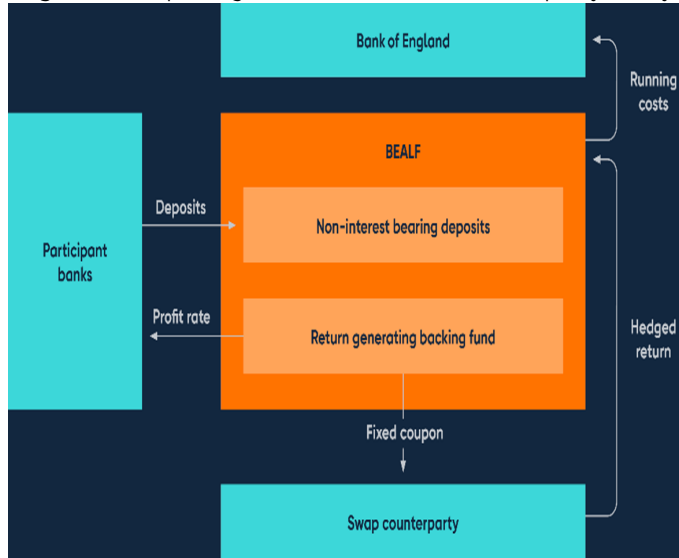 Bank of England
Running
costs
BEALF
Deposits
Non-interest bearing deposits
Participant
banks
Profit rate
Return generating backing fund
Hedged
return
Fixed coupon
Swap counterparty